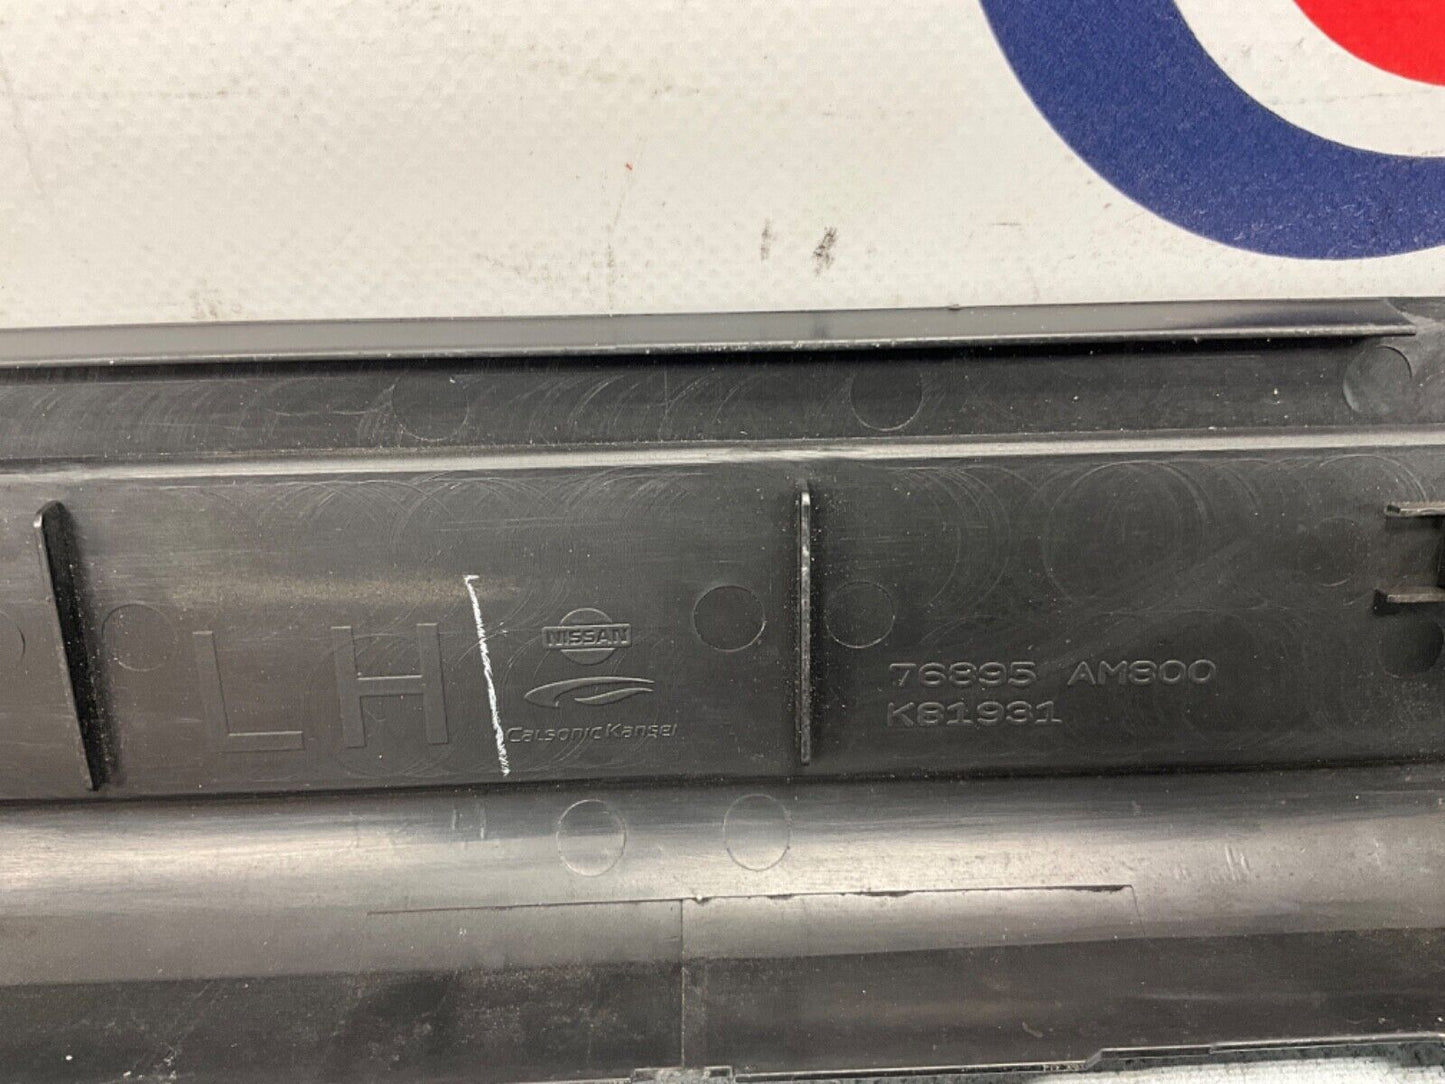 LH
NISSAN
CalsonicKansei
76895 AM800
K81931